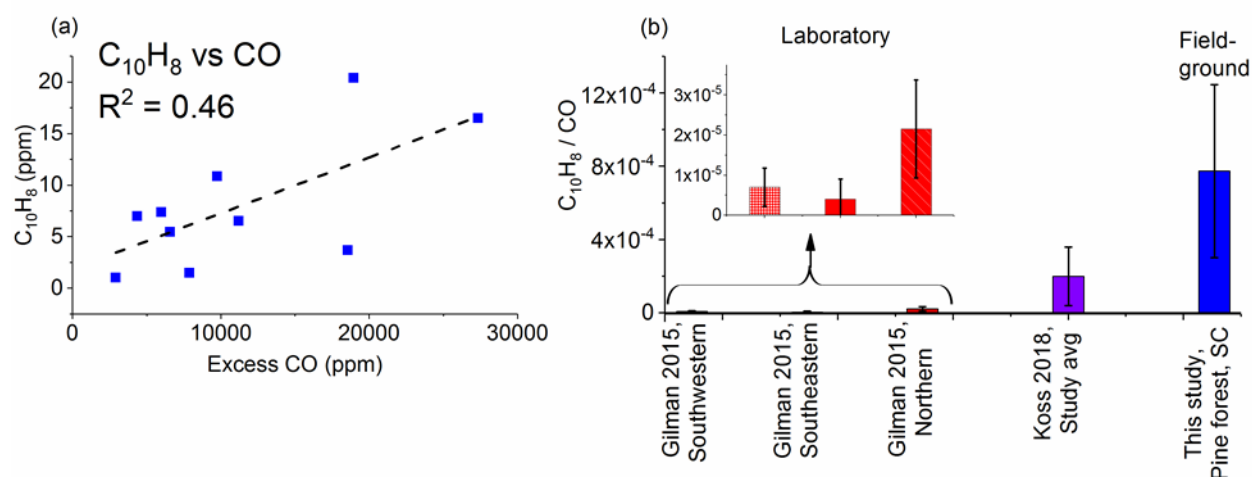 (a)
C₁₀H₈ vs CO
R² = 0.46
C₁₀H₈ (ppm)
20
15
10
5
0
0 10000 20000 30000
Excess CO (ppm)
(b)
Laboratory
Field-
ground
C₁₀H₈ / CO
12x10⁻⁴
8x10⁻⁴
4x10⁻⁴
0
3x10⁻⁵
2x10⁻⁵
1x10⁻⁵
0
Gilman 2015,
Southwestern
Gilman 2015,
Southeastern
Gilman 2015,
Northern
Koss 2018,
Study avg
This study,
Pine forest, SC